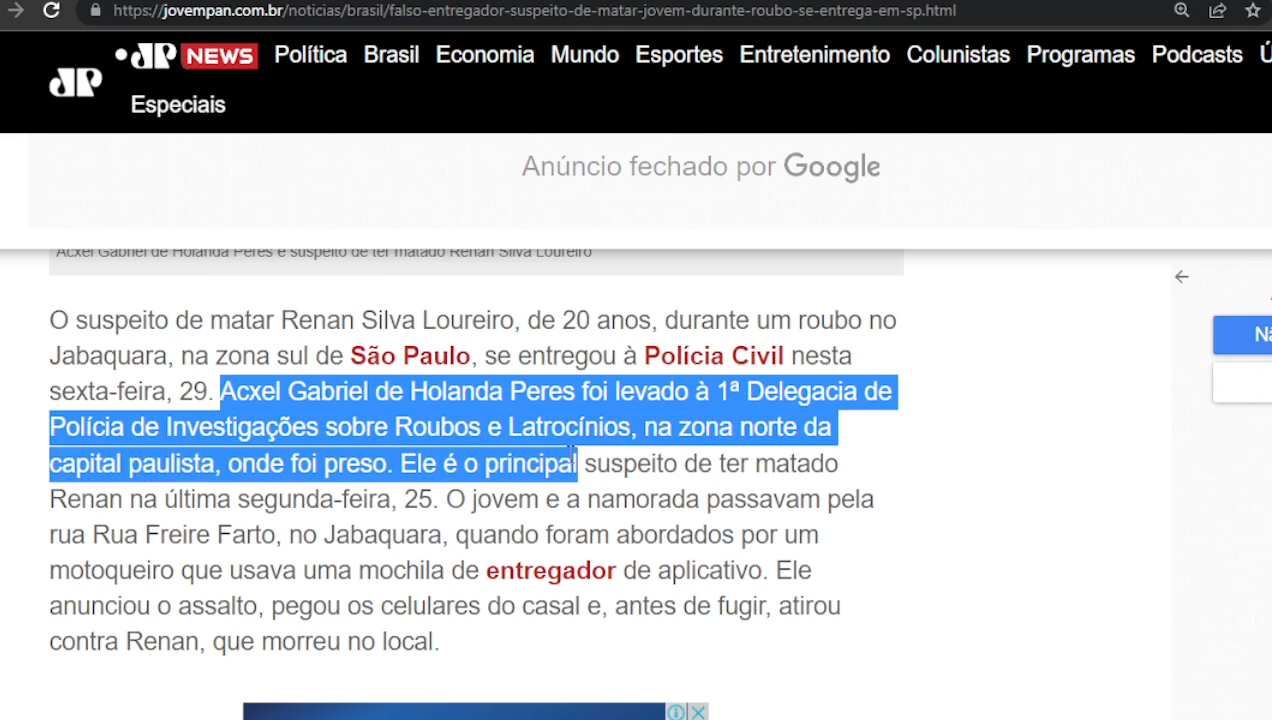 https://jovempan.com.br/noticias/brasil/falso-entregador-suspeito-de-matar-jovem-durante-roubo-se-entrega-em-sp.html
JP NEWS Política Brasil Economia Mundo Esportes Entretenimento Colunistas Programas Podcasts
JP
Especiais
Anúncio fechado por Google
Acxel Gabriel de Holanda Peres é suspeito de ter matado Renan Silva Loureiro
O suspeito de matar Renan Silva Loureiro, de 20 anos, durante um roubo no
Jabaquara, na zona sul de São Paulo, se entregou à Polícia Civil nesta
sexta-feira, 29. Acxel Gabriel de Holanda Peres foi levado à 1ª Delegacia de
Polícia de Investigações sobre Roubos e Latrocínios, na zona norte da
capital paulista, onde foi preso. Ele é o principal suspeito de ter matado
Renan na última segunda-feira, 25. O jovem e a namorada passavam pela
rua Rua Freire Farto, no Jabaquara, quando foram abordados por um
motoqueiro que usava uma mochila de entregador de aplicativo. Ele
anunciou o assalto, pegou os celulares do casal e, antes de fugir, atirou
contra Renan, que morreu no local.